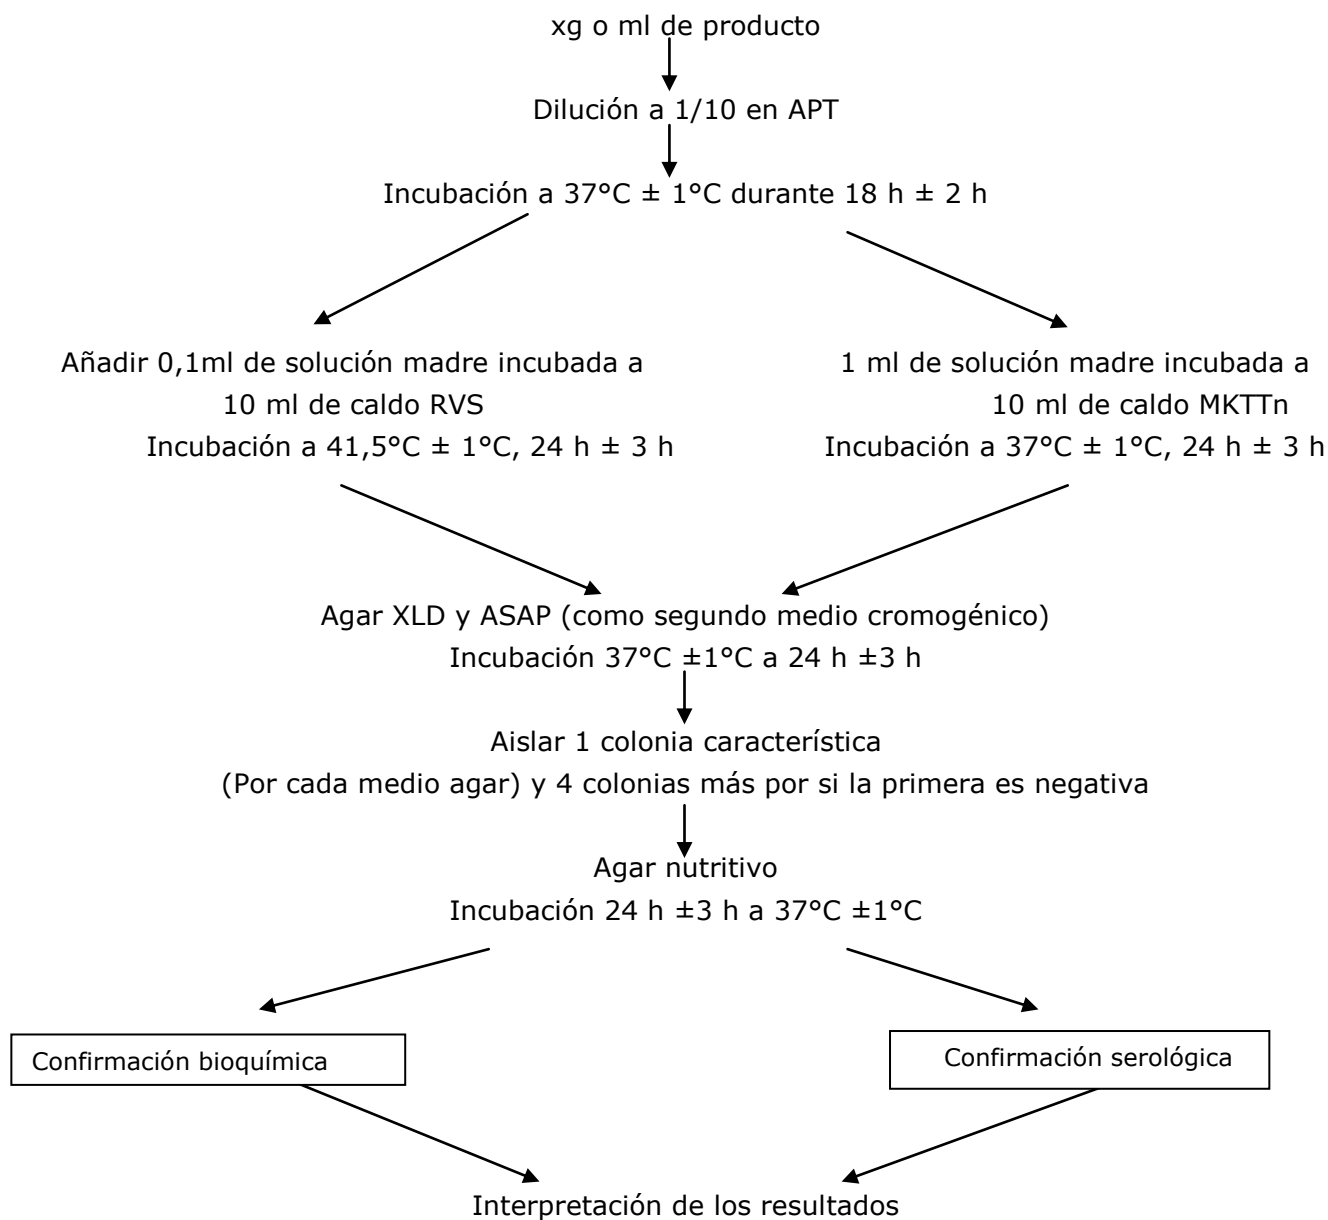 xg o ml de producto
Dilución a 1/10 en APT
Incubación a 37°C ± 1°C durante 18 h ± 2 h
Añadir 0,1ml de solución madre incubada a
10 ml de caldo RVS
Incubación a 41,5°C ± 1°C, 24 h ± 3 h
1 ml de solución madre incubada a
10 ml de caldo MKTTn
Incubación a 37°C ± 1°C, 24 h ± 3 h
Agar XLD y ASAP (como segundo medio cromogénico)
Incubación 37°C ±1°C a 24 h ±3 h
Aislar 1 colonia característica
(Por cada medio agar) y 4 colonias más por si la primera es negativa
Agar nutritivo
Incubación 24 h ±3 h a 37°C ±1°C
Confirmación bioquímica
Confirmación serológica
Interpretación de los resultados